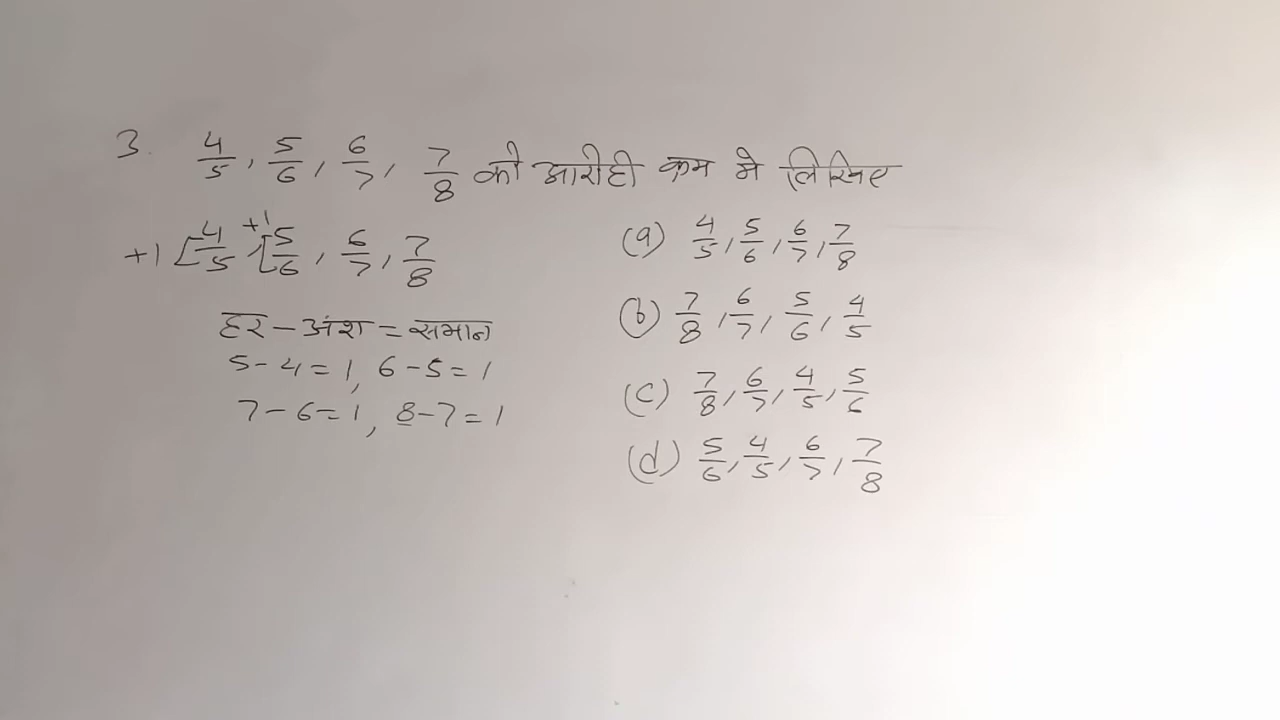 3. 4/5, 5/6, 6/7, 7/8 को आरोही क्रम मे लिखिए
+1 [4/5, +1 [5/6, 6/7, 7/8
हर - अंश = समान
5-4=1, 6-5=1
7-6=1, 8-7=1
(a) 4/5, 5/6, 6/7, 7/8
(b) 7/8, 6/7, 5/6, 4/5
(c) 7/8, 6/7, 4/5, 5/6
(d) 5/6, 4/5, 6/7, 7/8